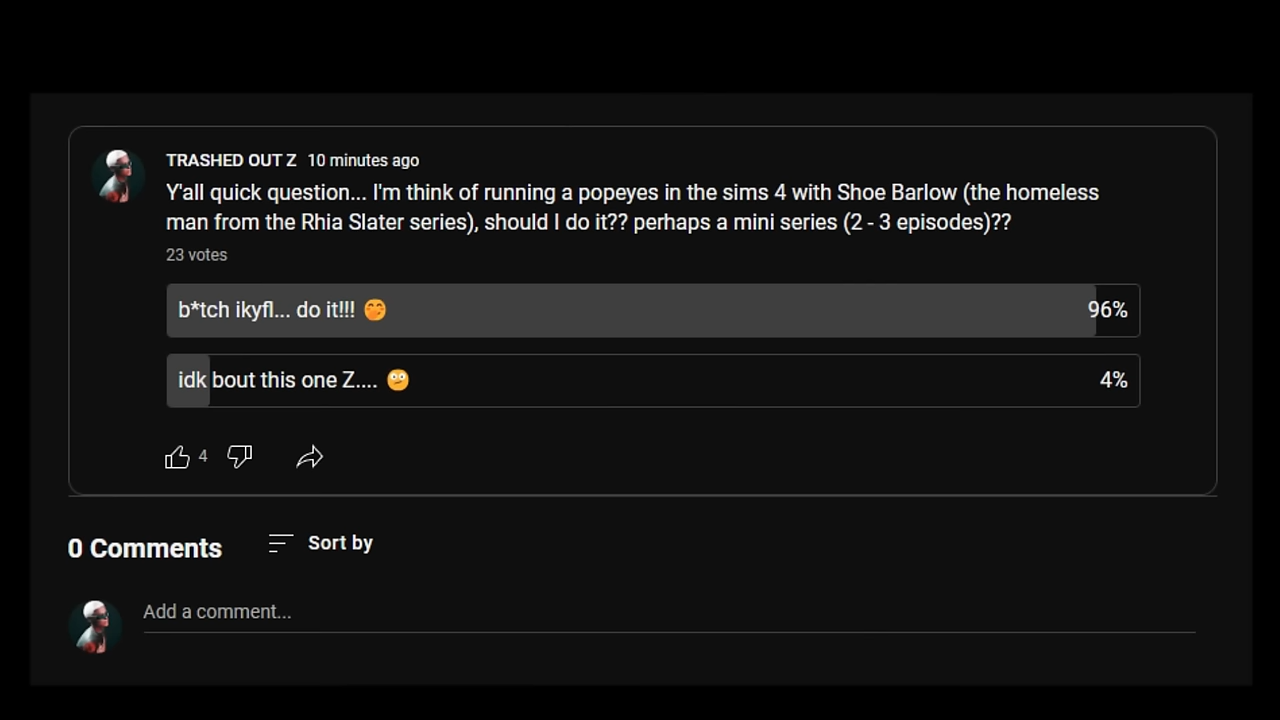 TRASHED OUT Z 10 minutes ago
Y'all quick question... I'm think of running a popeyes in the sims 4 with Shoe Barlow (the homeless
man from the Rhia Slater series), should I do it?? perhaps a mini series (2 - 3 episodes)??
23 votes
b*tch ikyfl... do it!!! 🤭 96%
idk bout this one Z.... 🫤 4%
4
0 Comments Sort by
Add a comment...